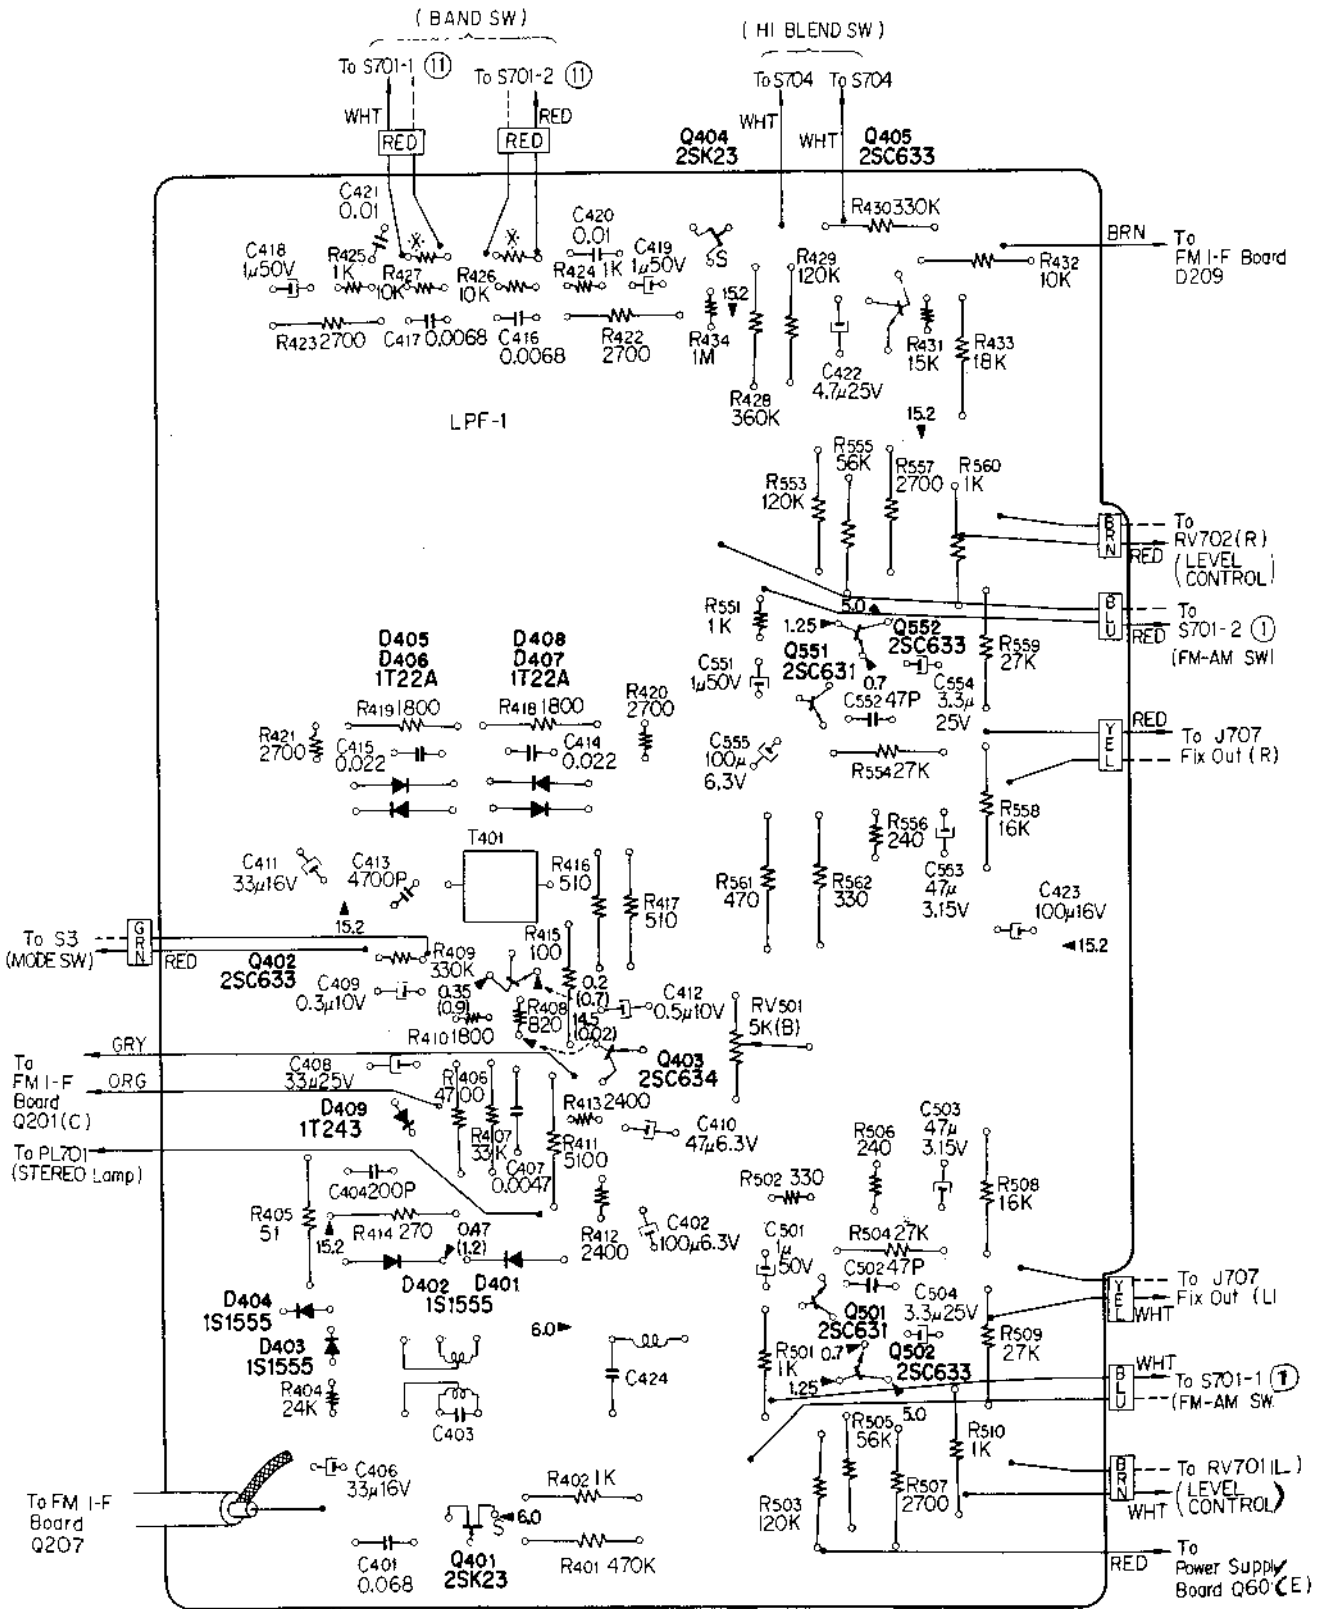 ( BAND SW )
( HI BLEND SW )
To S701-1 11
To S701-2 11
To S704
To S704
WHT
RED
RED
RED
WHT
WHT
Q404
2SK23
Q405
2SC633
C421
0.01
C418
1µ50V
R425
1K
R427
10K
※
※
R426
10K
C420
0.01
R424 1K
C419
1µ50V
S
R430 330K
R429
120K
BRN
To
FM I-F Board
D209
R432
10K
R423 2700
C417 0.0068
C416
0.0068
R422
2700
R434
1M
15.2
R428
360K
C422
4.7µ25V
R431
15K
R433
18K
15.2
LPF-1
R553
120K
R555
56K
R557
2700
R560
1K
BRN
RED
To
RV702(R)
(LEVEL
CONTROL)
R551
1K
5.0
1.25
BLU
RED
To
S701-2 1
(FM-AM SW)
Q552
2SC633
Q551
2SC631
0.7
R559
27K
C551
1µ50V
C552 47P
C554
3.3µ
25V
D405
D406
1T22A
D408
D407
1T22A
R419 1800
R418 1800
R420
2700
R421
2700
C415
0.022
C414
0.022
C555
100µ
6.3V
R554 27K
YEL
RED
To J707
Fix Out (R)
R558
16K
R556
240
C553
47µ
3.15V
T401
C411
33µ16V
C413
4700P
R416
510
R417
510
R561
470
R562
330
C423
100µ16V
15.2
15.2
To S3
(MODE SW)
GRN
RED
Q402
2SC633
R409
330K
R415
100
C409
0.3µ10V
0.35
(0.9)
R408
820
0.2
(0.7)
14.5
(0.02)
C412
0.5µ10V
RV501
5K(B)
R410 1800
Q403
2SC634
To
FM I-F
Board
Q201(C)
GRY
ORG
C408
33µ25V
R406
4700
D409
1T243
R407
33K
C407
0.0047
R413 2400
R411
5100
C410
47µ6.3V
To PL701
(STEREO Lamp)
R506
240
C503
47µ
3.15V
R502 330
R508
16K
C404 200P
R405
51
15.2
R414 270
0.47
(1.2)
R412
2400
C402
100µ6.3V
C501
1µ
50V
R504 27K
C502 47P
D402
D401
1S1555
D404
1S1555
D403
1S1555
R404
24K
6.0
C424
C403
Q501
2SC631
C504
3.3µ25V
R509
27K
YEL
WHT
To J707
Fix Out (L)
R501
1K
0.7
Q502
2SC633
1.25
5.0
WHT
BLU
To S701-1 1
(FM-AM SW
R505
56K
R510
1K
R503
120K
R507
2700
BRN
WHT
To RV701(L)
(LEVEL
CONTROL)
To FM I-F
Board
Q207
C406
33µ16V
R402 1K
S
6.0
R401 470K
C401
0.068
Q401
2SK23
RED
To
Power Supply
Board Q60 (E)